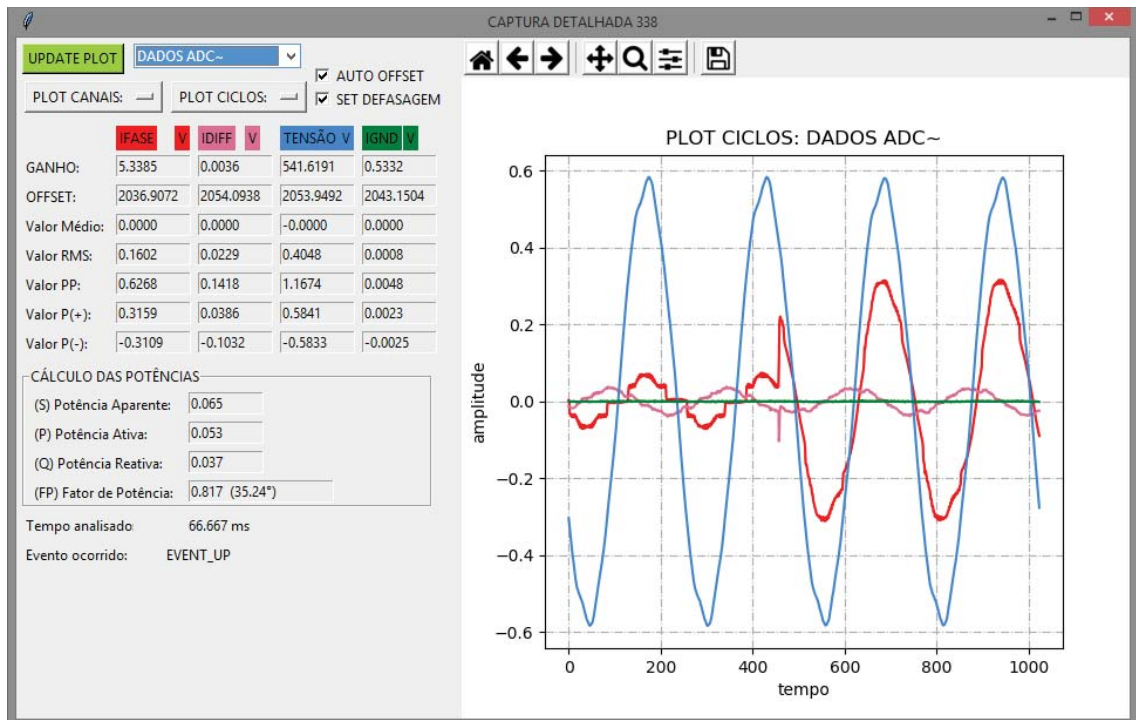 CAPTURA DETALHADA 338
UPDATE PLOT DADOS ADC~
AUTO OFFSET
PLOT CANAIS: PLOT CICLOS: SET DEFASAGEM
IFASE V IDIFF V TENSÃO V IGND V
GANHO: 5.3385 0.0036 541.6191 0.5332
OFFSET: 2036.9072 2054.0938 2053.9492 2043.1504
Valor Médio: 0.0000 0.0000 -0.0000 0.0000
Valor RMS: 0.1602 0.0229 0.4048 0.0008
Valor PP: 0.6268 0.1418 1.1674 0.0048
Valor P(+): 0.3159 0.0386 0.5841 0.0023
Valor P(-): -0.3109 -0.1032 -0.5833 -0.0025
CÁLCULO DAS POTÊNCIAS
(S) Potência Aparente: 0.065
(P) Potência Ativa: 0.053
(Q) Potência Reativa: 0.037
(FP) Fator de Potência: 0.817 (35.24°)
Tempo analisado: 66.667 ms
Evento ocorrido: EVENT_UP
PLOT CICLOS: DADOS ADC~
0.6
0.4
0.2
0.0
−0.2
−0.4
−0.6
amplitude
0 200 400 600 800 1000
tempo